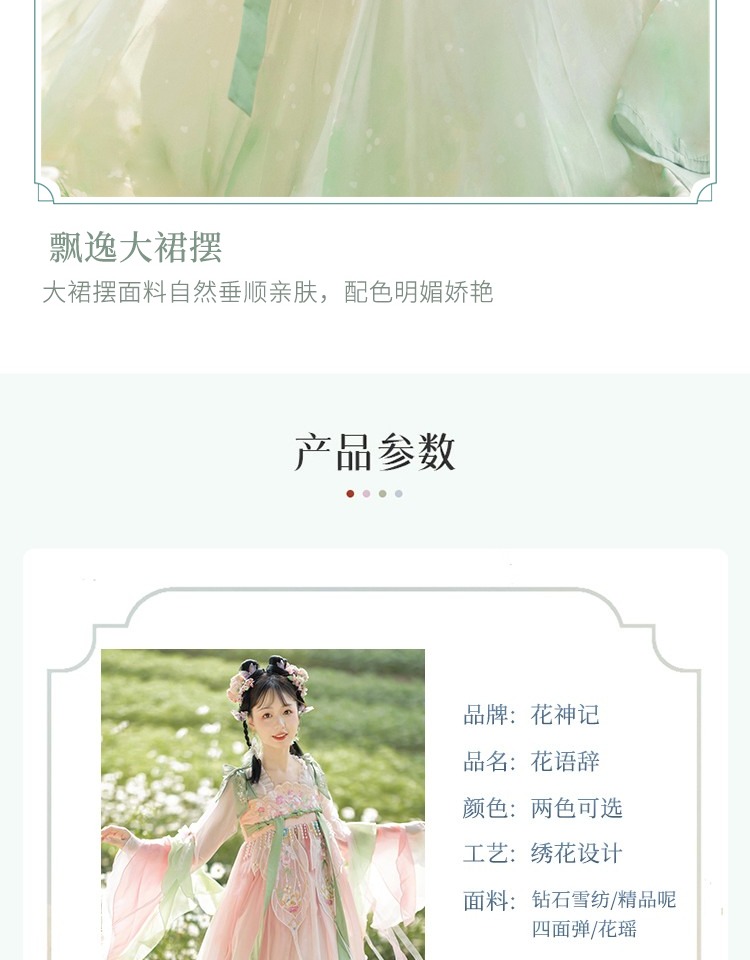 飘逸大裙摆
大裙摆面料自然垂顺亲肤，配色明媚娇艳
产品参数
品牌：花神记
品名：花语辞
颜色：两色可选
工艺：绣花设计
面料：钻石雪纺/精品呢
四面弹/花瑶